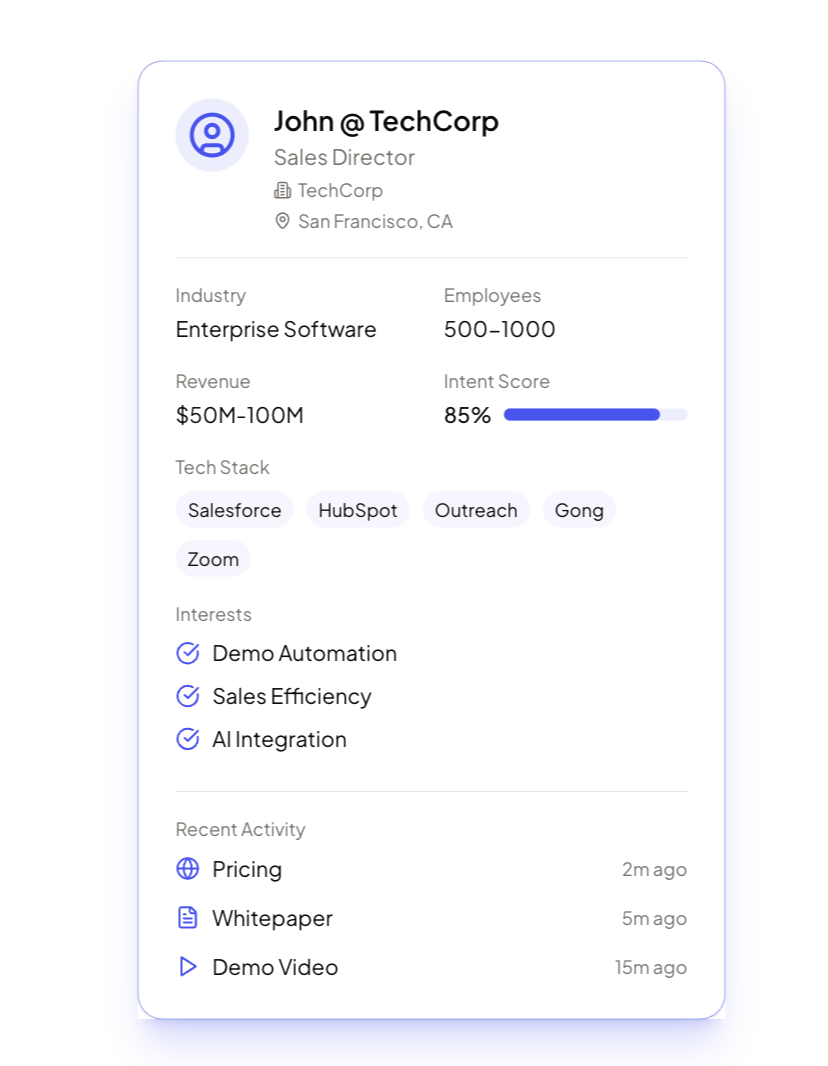 John @ TechCorp
Sales Director
TechCorp
San Francisco, CA
Industry
Employees
Enterprise Software
500–1000
Revenue
Intent Score
$50M-100M
85%
Tech Stack
Salesforce HubSpot Outreach Gong
Zoom
Interests
Demo Automation
Sales Efficiency
AI Integration
Recent Activity
Pricing 2m ago
Whitepaper 5m ago
Demo Video 15m ago